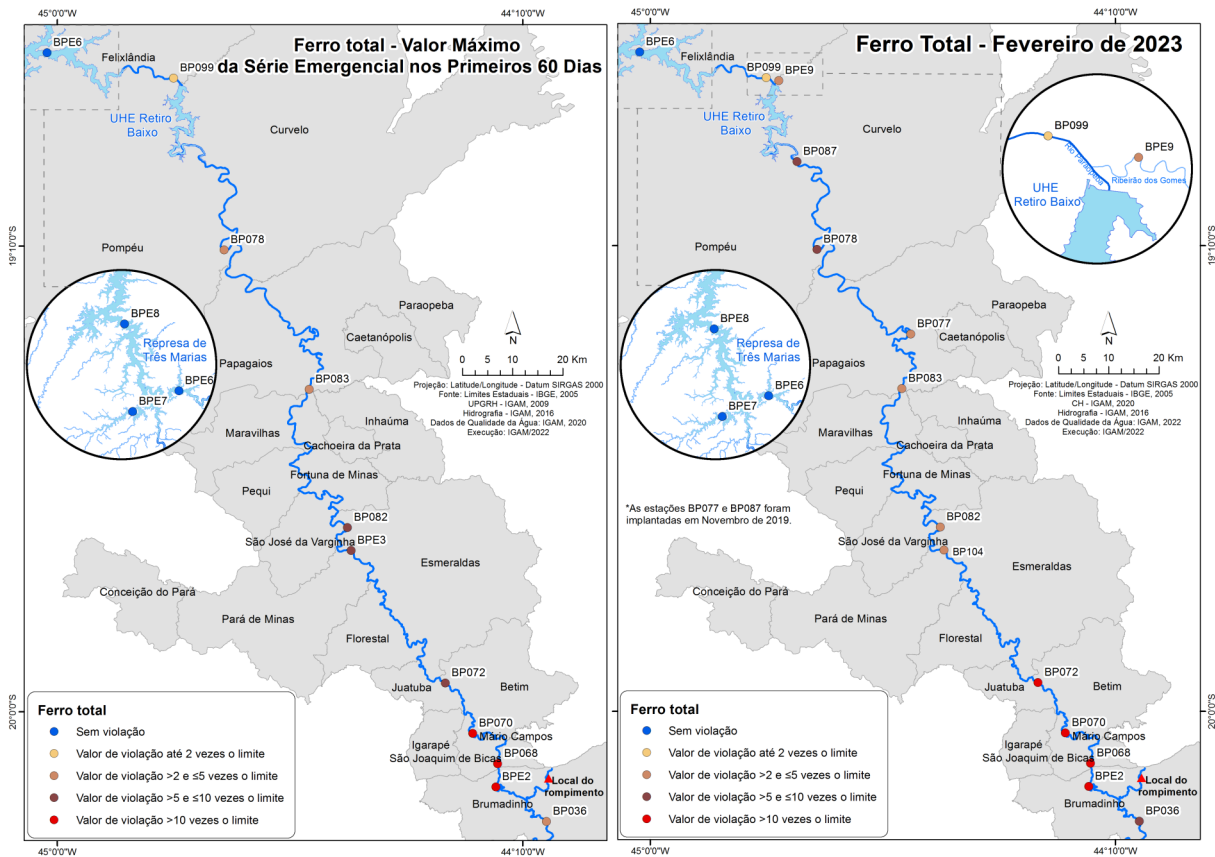 45°0'0"W
44°10'0"W
Ferro total - Valor Máximo
da Série Emergencial nos Primeiros 60 Dias
BPE6
Felixlândia
BP099
UHE Retiro
Baixo
Curvelo
19°10'0"S
Pompéu
BP078
BPE8
Represa de
Três Marias
BPE6
BPE7
Paraopeba
Caetanópolis
N
0 5 10 20 Km
Papagaios
Projeção: Latitude/Longitude - Datum SIRGAS 2000
Fonte: Limites Estaduais - IBGE, 2005
UPGRH - IGAM, 2009
Hidrografia - IGAM, 2016
Dados de Qualidade da Água: IGAM, 2020
Execução: IGAM/2022
BP083
Inhaúma
Maravilhas
Cachoeira da Prata
Fortuna de Minas
Pequi
BP082
São José da Varginha
BPE3
Esmeraldas
Conceição do Pará
Pará de Minas
Florestal
BP072
Juatuba
Betim
20°0'0"S
BP070
Mário Campos
Igarapé
São Joaquim de Bicas
BP068
BPE2
Local do
rompimento
Brumadinho
BP036
Ferro total
Sem violação
Valor de violação até 2 vezes o limite
Valor de violação >2 e ≤5 vezes o limite
Valor de violação >5 e ≤10 vezes o limite
Valor de violação >10 vezes o limite
45°0'0"W
44°10'0"W
45°0'0"W
44°10'0"W
Ferro Total - Fevereiro de 2023
BPE6
Felixlândia
BP099
BPE9
UHE Retiro
Baixo
Curvelo
BP087
BP099
BPE9
Rio Paraopeba
Ribeirão dos Gomes
UHE
Retiro Baixo
19°10'0"S
Pompéu
BP078
BPE8
Represa de
Três Marias
BPE6
BPE7
Paraopeba
BP077
Caetanópolis
N
0 5 10 20 Km
Papagaios
Projeção: Latitude/Longitude - Datum SIRGAS 2000
Fonte: Limites Estaduais - IBGE, 2005
CH - IGAM, 2020
Hidrografia - IGAM, 2016
Dados de Qualidade da Água: IGAM, 2022
Execução: IGAM/2022
BP083
Inhaúma
Maravilhas
Cachoeira da Prata
Fortuna de Minas
Pequi
*As estações BP077 e BP087 foram
implantadas em Novembro de 2019.
BP082
São José da Varginha
BP104
Esmeraldas
Conceição do Pará
Pará de Minas
Florestal
BP072
Juatuba
Betim
20°0'0"S
BP070
Mário Campos
Igarapé
São Joaquim de Bicas
BP068
BPE2
Local do
rompimento
Brumadinho
BP036
Ferro total
Sem violação
Valor de violação até 2 vezes o limite
Valor de violação >2 e ≤5 vezes o limite
Valor de violação >5 e ≤10 vezes o limite
Valor de violação >10 vezes o limite
45°0'0"W
44°10'0"W